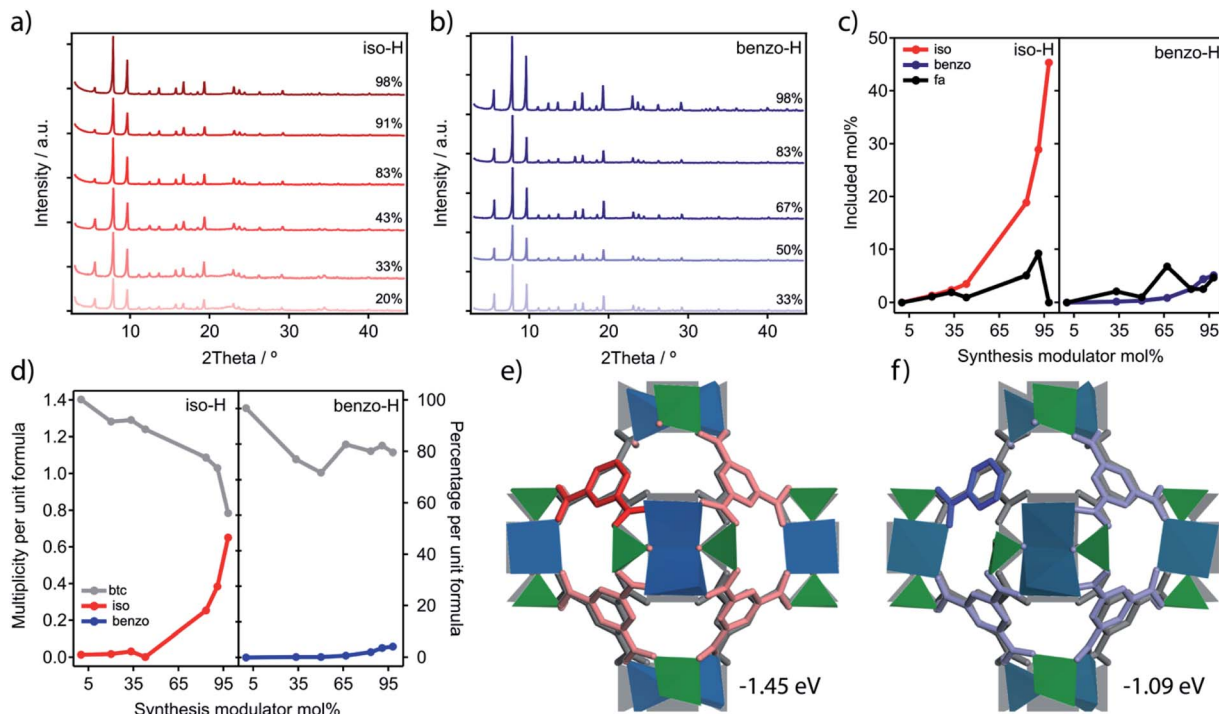 a)
iso-H
98%
91%
83%
43%
33%
20%
Intensity / a.u.
10 20 30 40
2Theta / º
b)
benzo-H
98%
83%
67%
50%
33%
Intensity / a.u.
10 20 30 40
2Theta / º
c)
iso-H benzo-H
iso
benzo
fa
50
40
30
20
10
0
Included mol%
5 35 65 95 5 35 65 95
Synthesis modulator mol%
d)
iso-H benzo-H
1.4
1.2
1.0
0.8
0.6
0.4
0.2
0.0
Multiplicity per unit formula
btc
iso
benzo
100
80
60
40
20
0
Percentage per unit formula
5 35 65 95 5 35 65 95
Synthesis modulator mol%
e)
-1.45 eV
f)
-1.09 eV